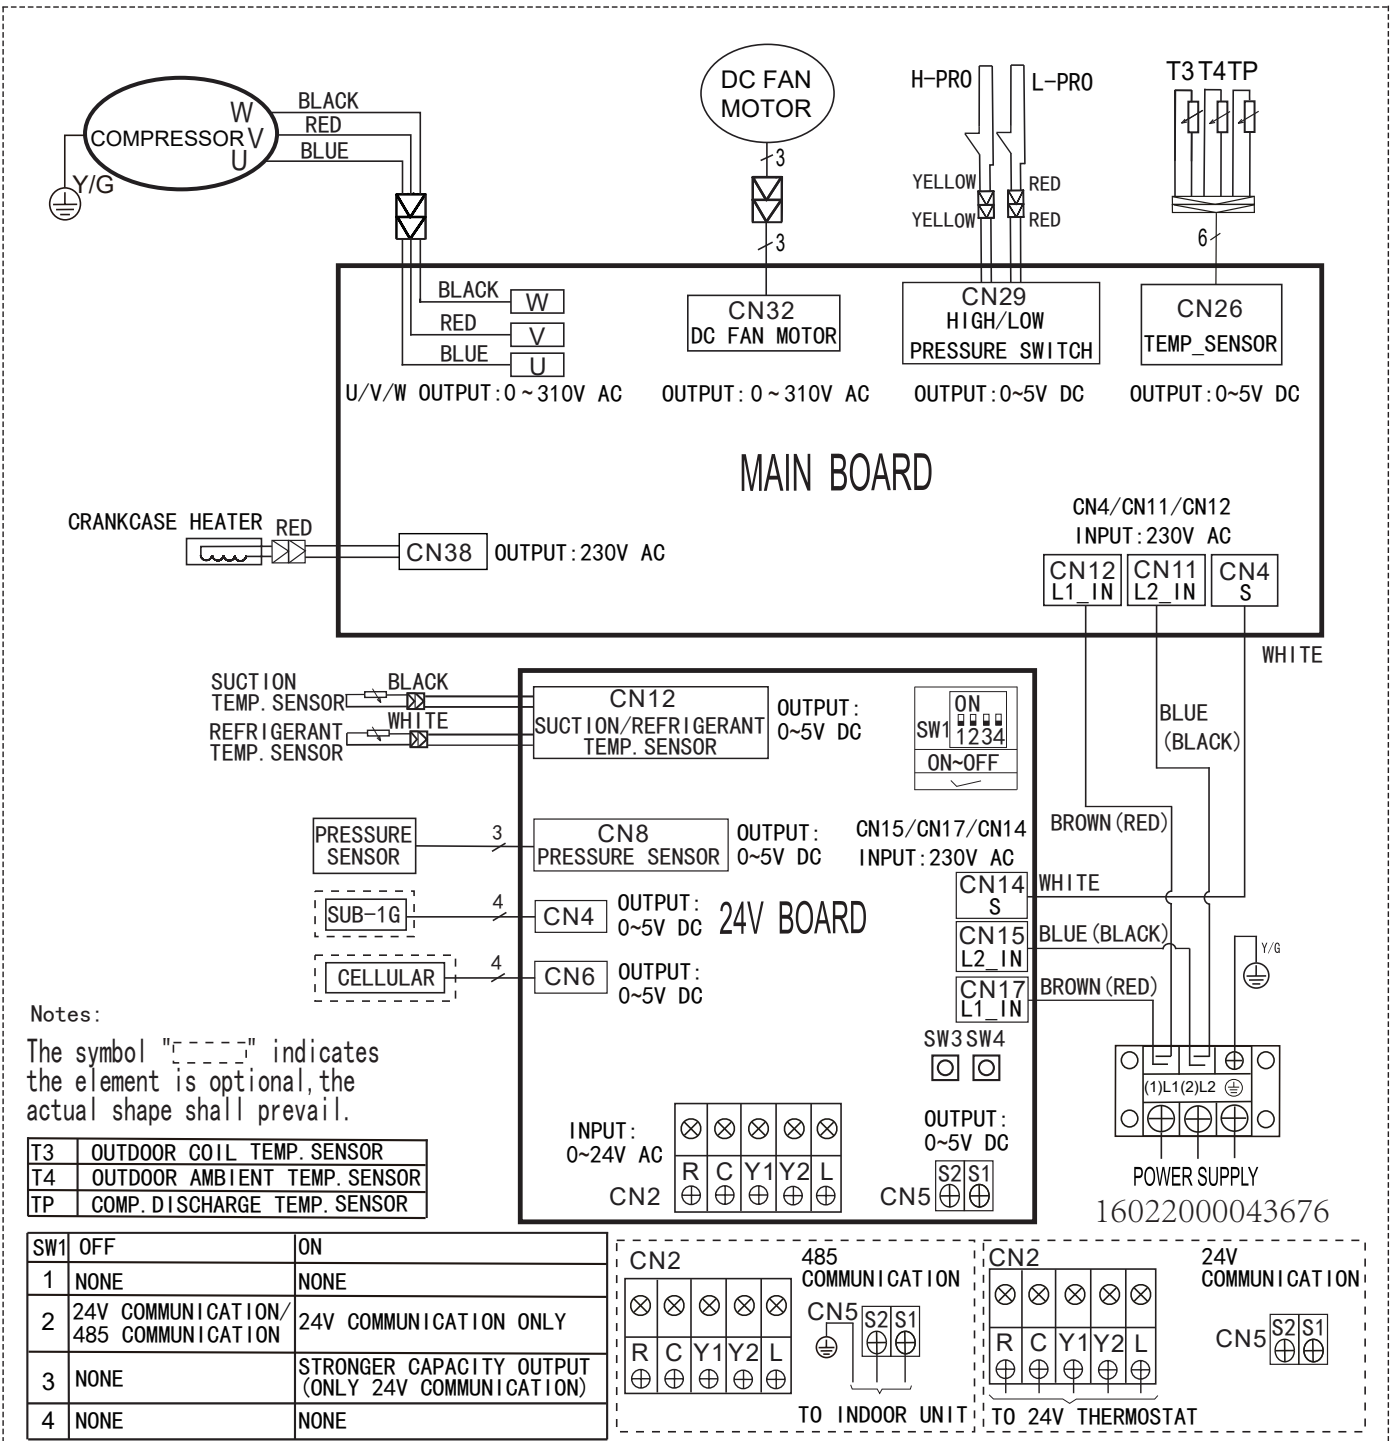 COMPRESSOR
W
V
U
BLACK
RED
BLUE
Y/G
DC FAN
MOTOR
3
3
H-PRO
L-PRO
YELLOW
RED
YELLOW
RED
T3 T4 TP
6
BLACK
W
RED
V
BLUE
U
U/V/W OUTPUT:0~310V AC
CN32
DC FAN MOTOR
OUTPUT:0~310V AC
CN29
HIGH/LOW
PRESSURE SWITCH
OUTPUT:0~5V DC
CN26
TEMP_SENSOR
OUTPUT:0~5V DC
MAIN BOARD
CRANKCASE HEATER
RED
CN38
OUTPUT:230V AC
CN4/CN11/CN12
INPUT:230V AC
CN12
L1_IN
CN11
L2_IN
CN4
S
WHITE
SUCTION
TEMP. SENSOR
BLACK
REFRIGERANT
TEMP. SENSOR
WHITE
CN12
SUCTION/REFRIGERANT
TEMP. SENSOR
OUTPUT:
0~5V DC
SW1
ON
1234
ON~OFF
BLUE
(BLACK)
BROWN(RED)
PRESSURE
SENSOR
3
CN8
PRESSURE SENSOR
OUTPUT:
0~5V DC
CN15/CN17/CN14
INPUT:230V AC
SUB-1G
4
CN4
OUTPUT:
0~5V DC
24V BOARD
CN14
S
WHITE
CN15
L2_IN
BLUE(BLACK)
CELLULAR
4
CN6
OUTPUT:
0~5V DC
CN17
L1_IN
BROWN(RED)
Y/G
SW3 SW4
(1)L1(2)L2
POWER SUPPLY
16022000043676
INPUT:
0~24V AC
CN2
R C Y1 Y2 L
OUTPUT:
0~5V DC
CN5
S2 S1
Notes:
The symbol " " indicates
the element is optional, the
actual shape shall prevail.
T3 OUTDOOR COIL TEMP. SENSOR
T4 OUTDOOR AMBIENT TEMP. SENSOR
TP COMP. DISCHARGE TEMP. SENSOR
SW1 OFF ON
1 NONE NONE
2 24V COMMUNICATION/
485 COMMUNICATION 24V COMMUNICATION ONLY
3 NONE STRONGER CAPACITY OUTPUT
(ONLY 24V COMMUNICATION)
4 NONE NONE
CN2
485
COMMUNICATION
CN5
S2 S1
R C Y1 Y2 L
TO INDOOR UNIT
CN2
24V
COMMUNICATION
CN5
S2 S1
R C Y1 Y2 L
TO 24V THERMOSTAT